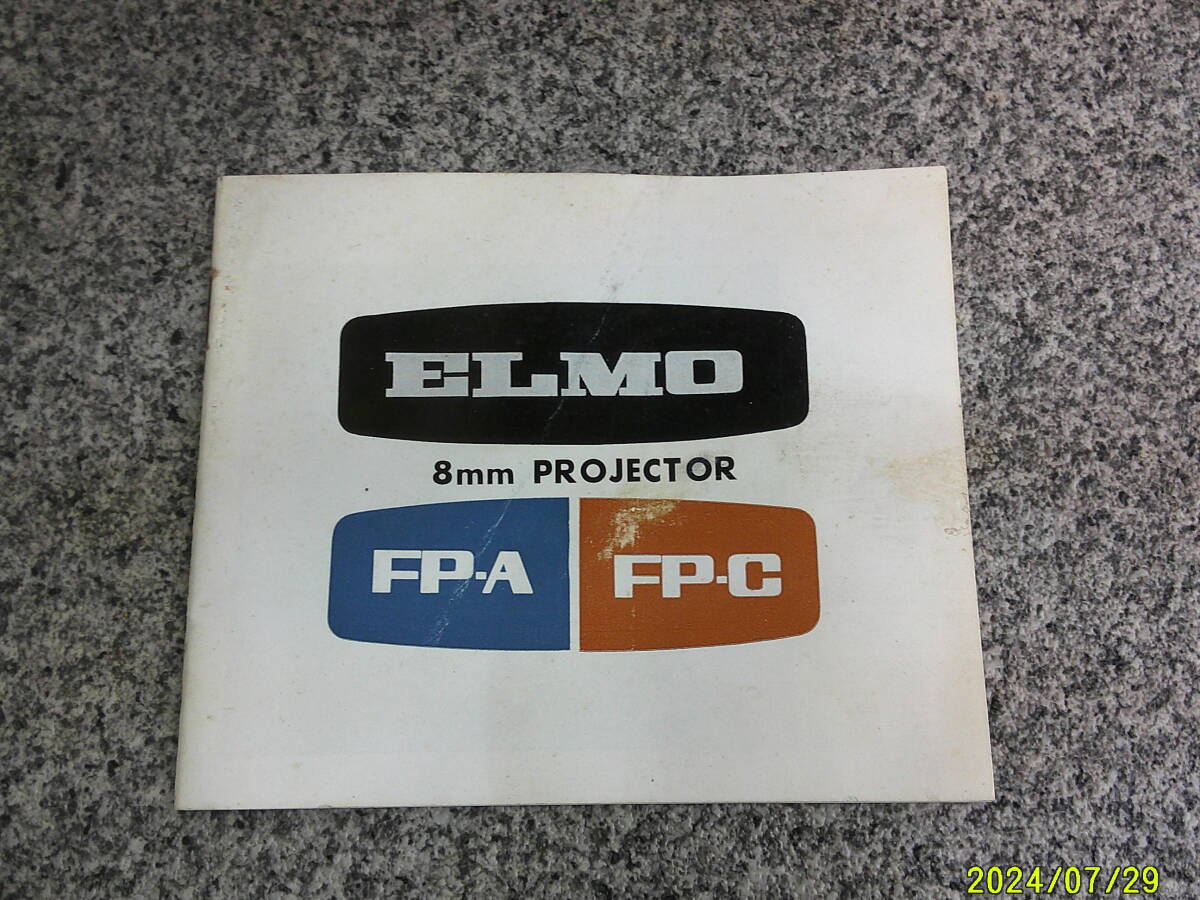 ELMO
8mm PROJECTOR
FP-A FP-C
2024/07/29